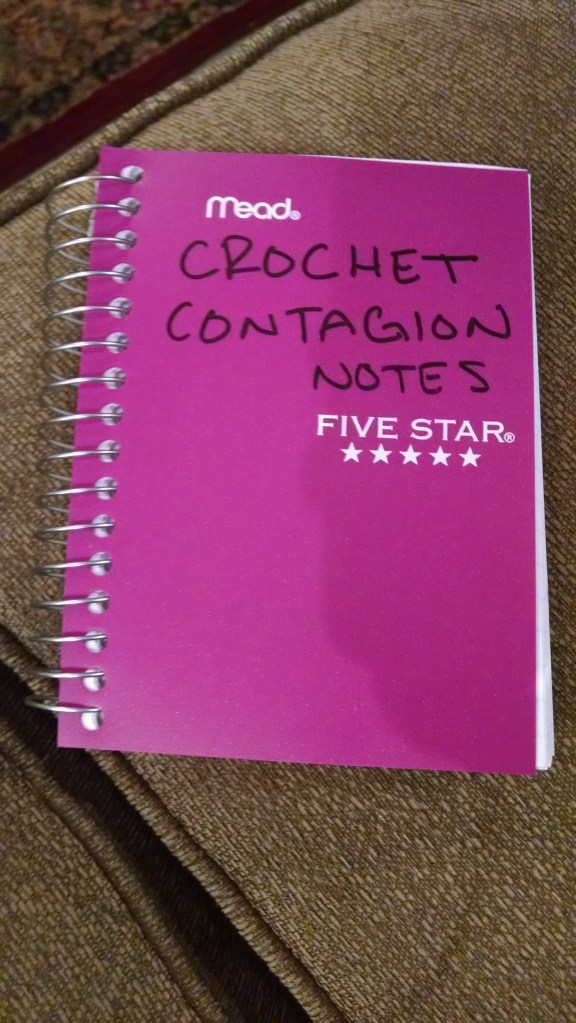 Mead®
CROCHET
CONTAGION
NOTES
FIVE STAR®
★★★★★